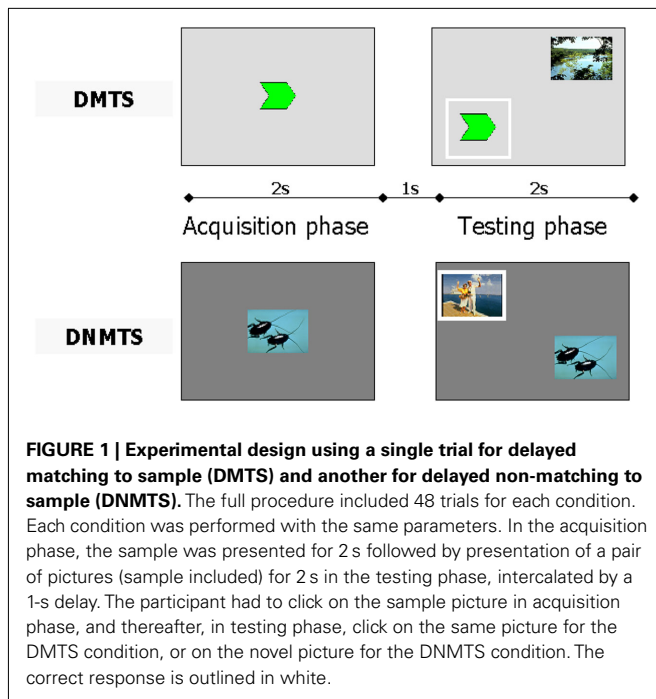 DMTS
2s 1s 2s
Acquisition phase Testing phase
DNMTS
FIGURE 1 | Experimental design using a single trial for delayed
matching to sample (DMTS) and another for delayed non-matching to
sample (DNMTS). The full procedure included 48 trials for each condition.
Each condition was performed with the same parameters. In the acquisition
phase, the sample was presented for 2 s followed by presentation of a pair
of pictures (sample included) for 2 s in the testing phase, intercalated by a
1-s delay. The participant had to click on the sample picture in acquisition
phase, and thereafter, in testing phase, click on the same picture for the
DMTS condition, or on the novel picture for the DNMTS condition. The
correct response is outlined in white.